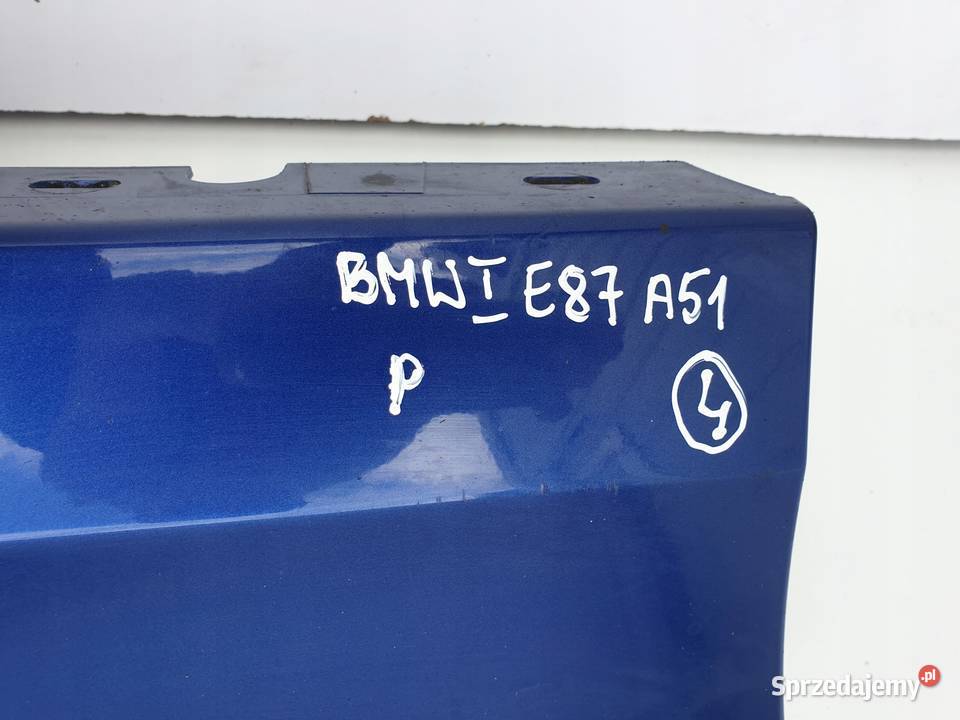 BMW I E87 A51
P
4
Sprzedajemy.pl